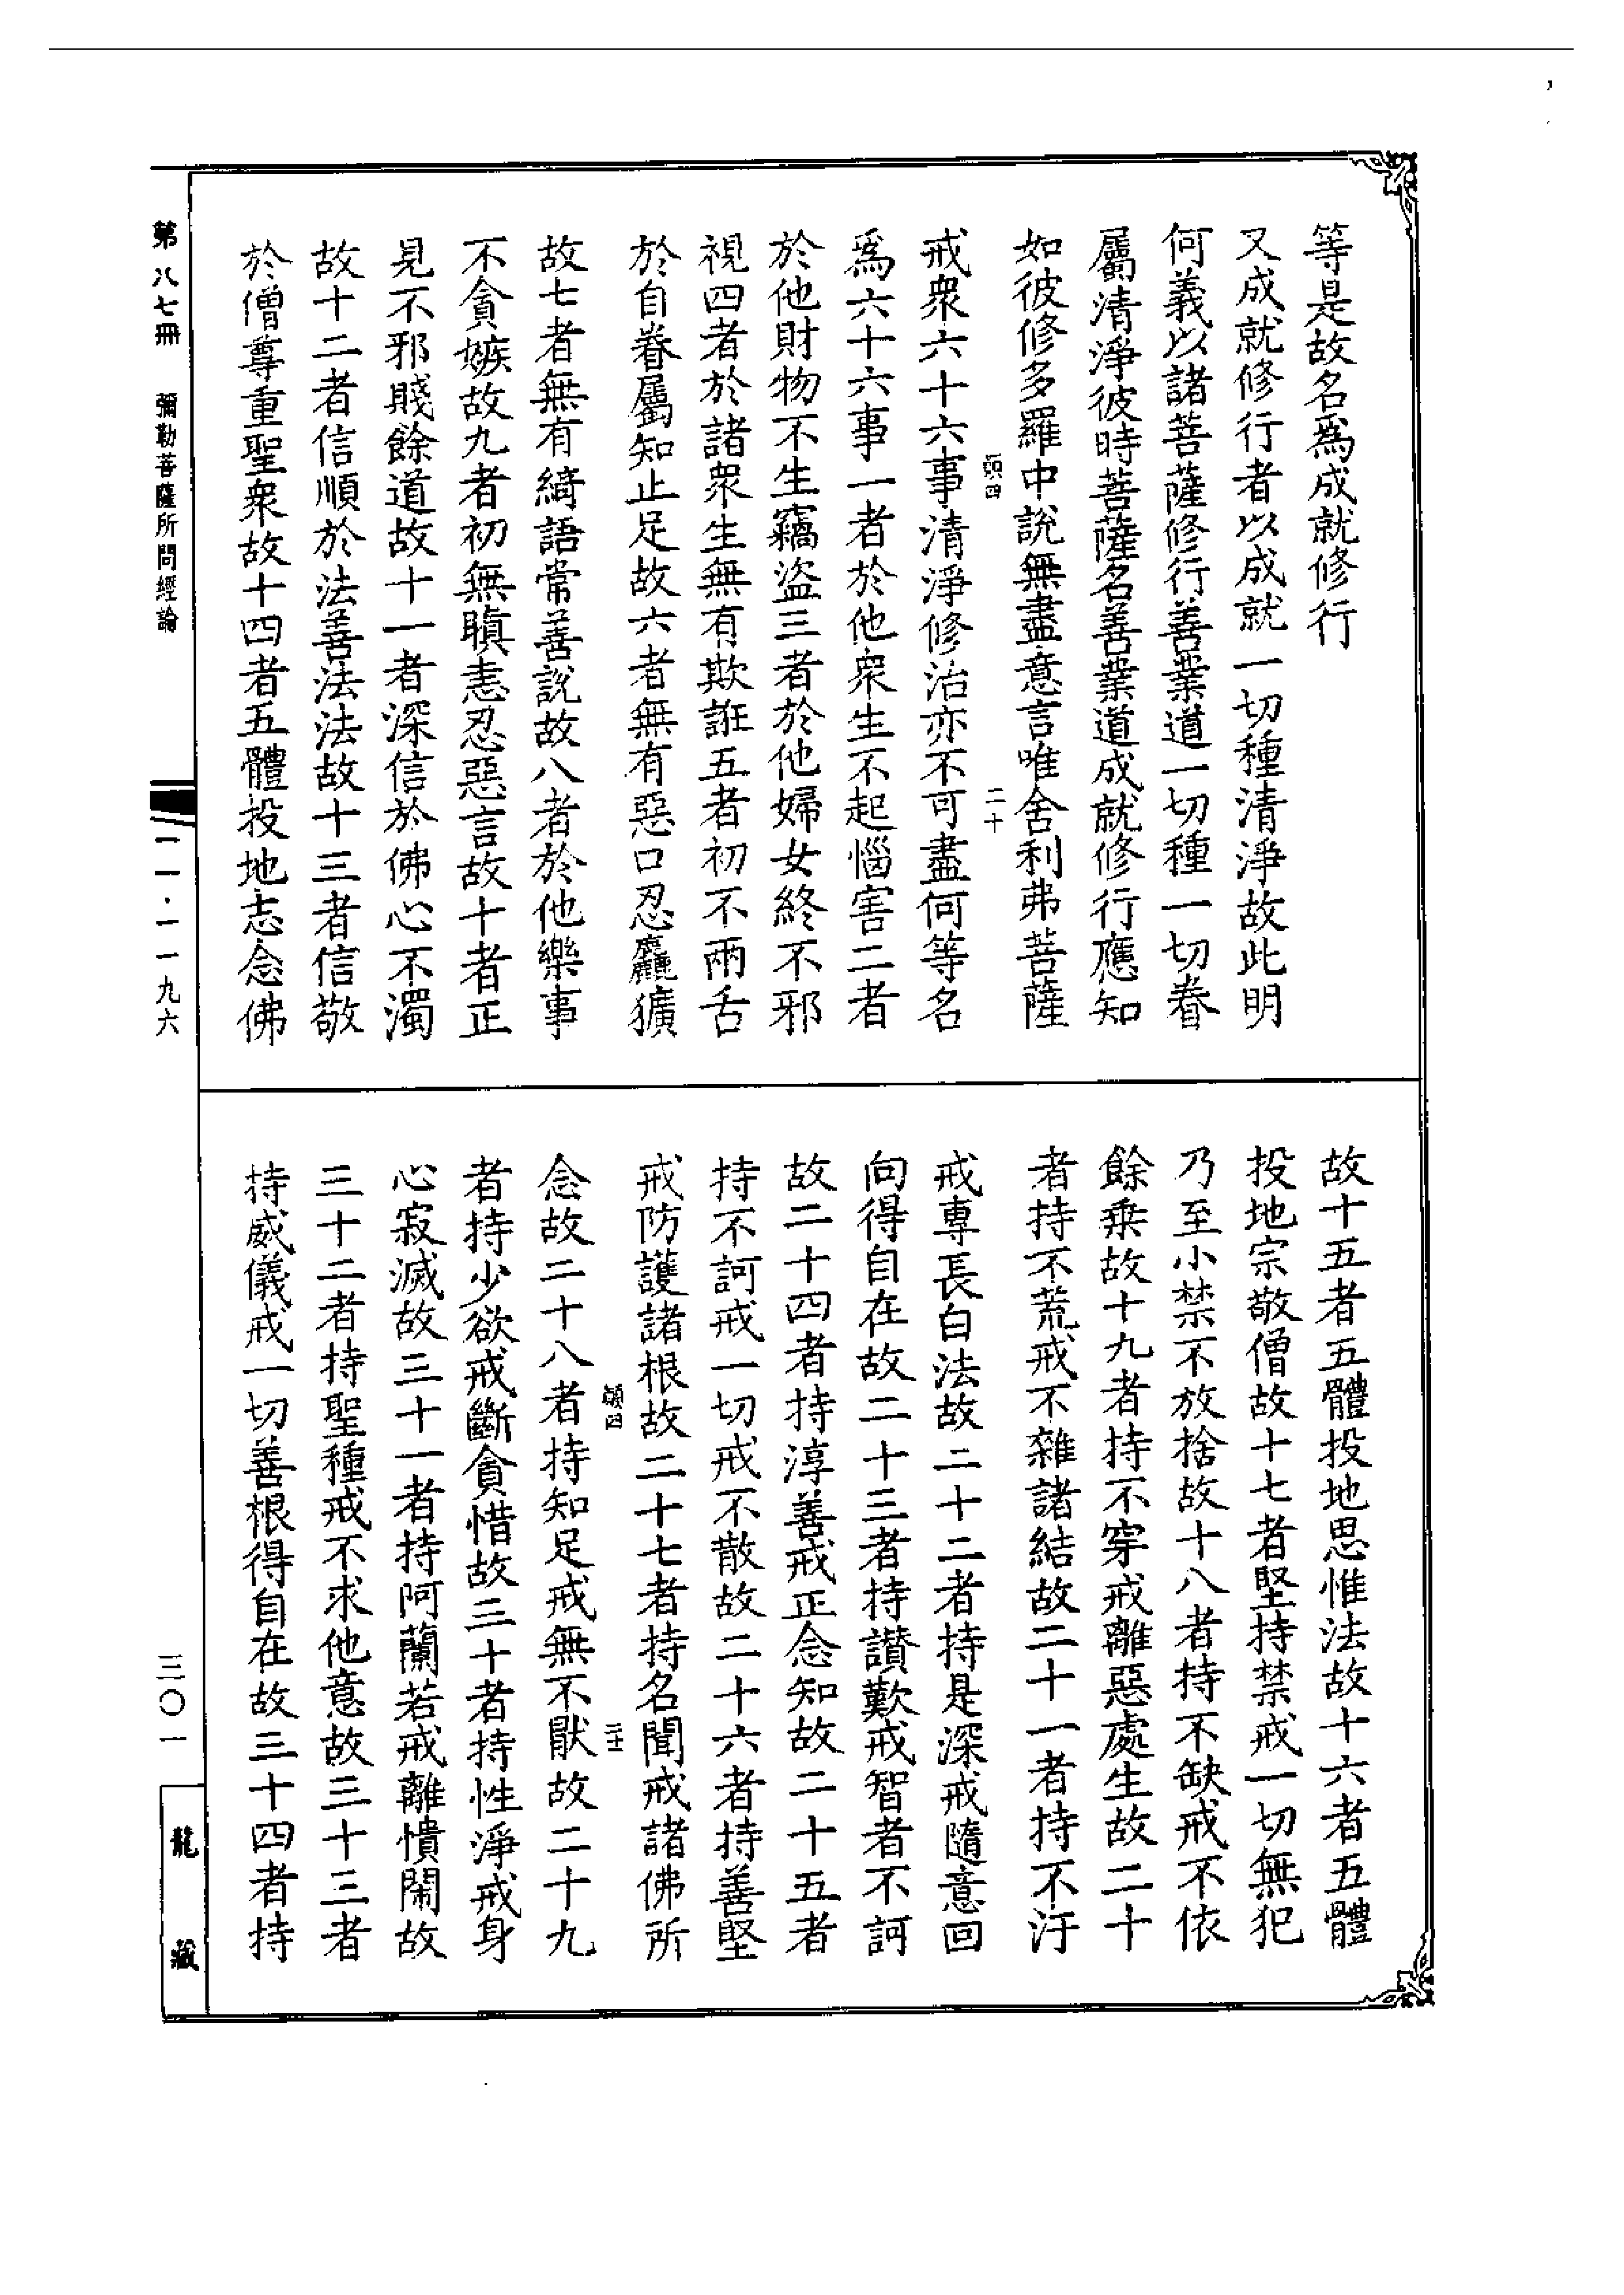 等是故名為成就修行
又成就修行者以成就一切種清淨故此明
何義以諸菩薩修行善業道一切種一切眷
屬清淨彼時菩薩名善業道成就修行應知
如彼修多羅中說無盡意言唯舍利弗菩薩
戒衆六十六事清淨修治亦不可盡何等名
為六十六事一者於他衆生不起惱害二者
於他財物不生竊盜三者於他婦女終不邪
視四者於諸衆生無有欺誑五者初不兩舌
於自眷屬知止足故六者無有惡口忍麤獷
故七者無有綺語常善說故八者於他樂事
不貪嫉故九者初無瞋恚忍惡言故十者正
見不邪賤餘道故十一者深信於佛心不濁
故十二者信順於法善法法故十三者信敬
於僧尊重聖衆故十四者五體投地志念佛
故十五者五體投地思惟法故十六者五體
投地宗敬僧故十七者堅持禁戒一切無犯
乃至小禁不放捨故十八者持不缺戒不依
餘乘故十九者持不穿戒離惡處生故二十
者持不荒戒不雜諸結故二十一者持不汙
戒專長白法故二十二者持是深戒隨意回
向得自在故二十三者持讚歎戒智者不訶
故二十四者持淳善戒正念知故二十五者
持不訶戒一切戒不散故二十六者持善堅
戒防護諸根故二十七者持名聞戒諸佛所
念故二十八者持知足戒無不猒故二十九
者持少欲戒斷貪惜故三十者持性淨戒身
心寂滅故三十一者持阿蘭若戒離憒閙故
三十二者持聖種戒不求他意故三十三者
持威儀戒一切善根得自在故三十四者持
第八七冊 彌勒菩薩所問經論
一一·一一九六
三〇一
龍藏
二十